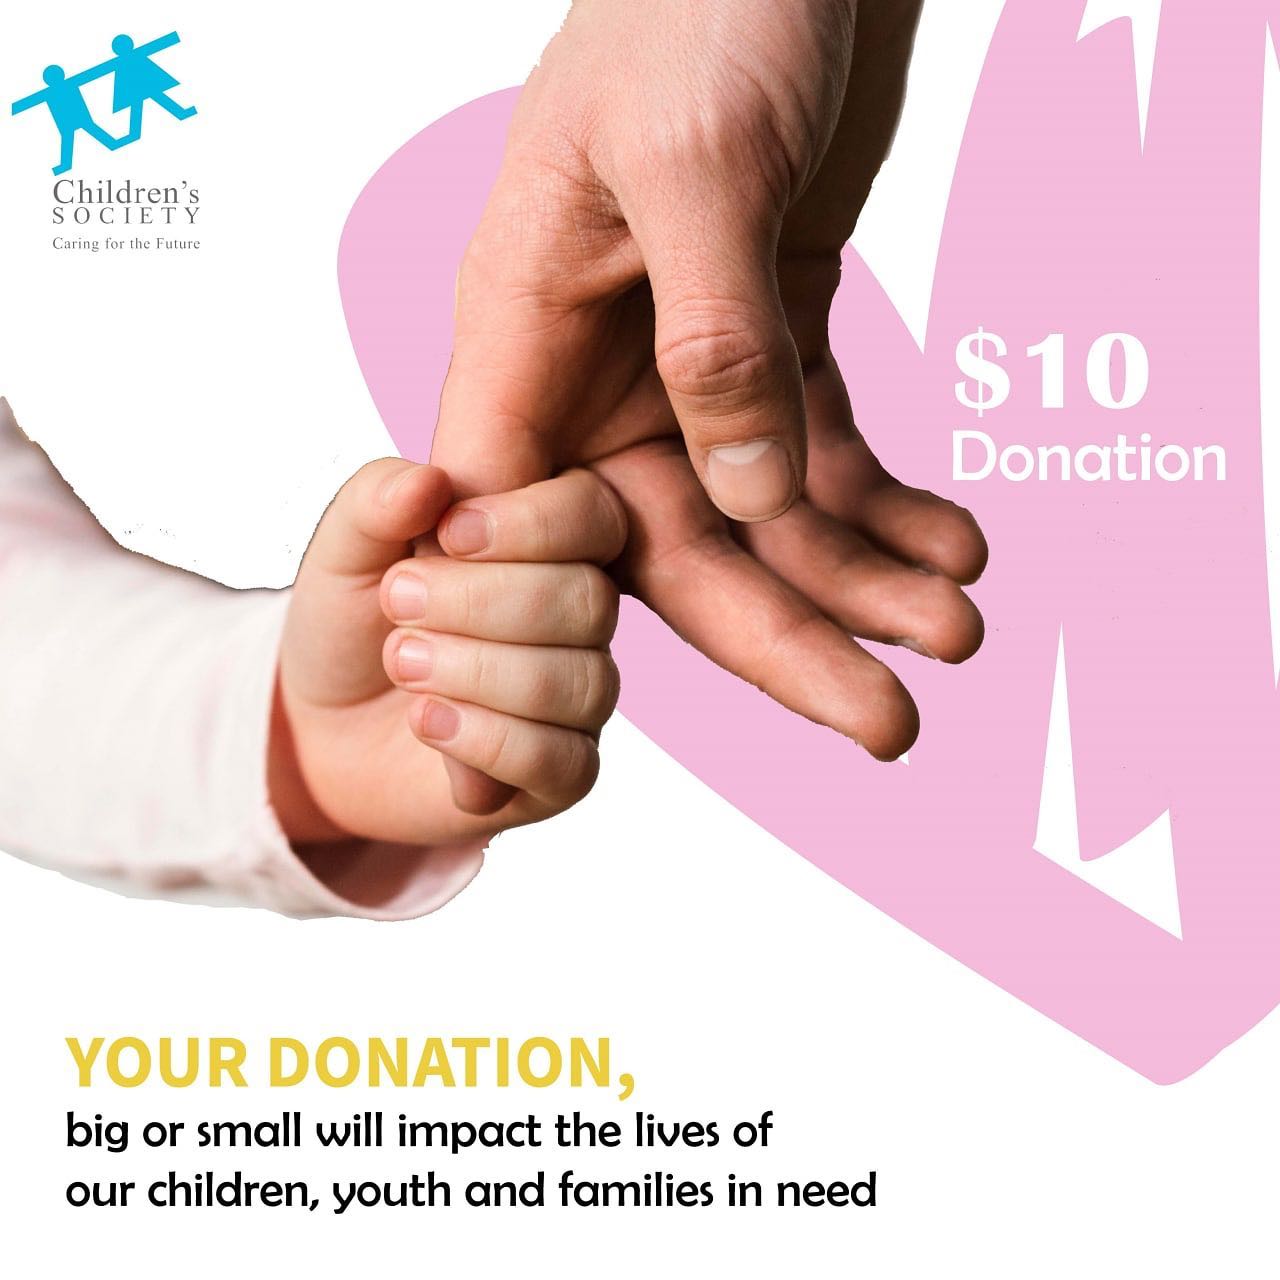 Children's
SOCIETY
Caring for the Future
$10
Donation
YOUR DONATION,
big or small will impact the lives of
our children, youth and families in need